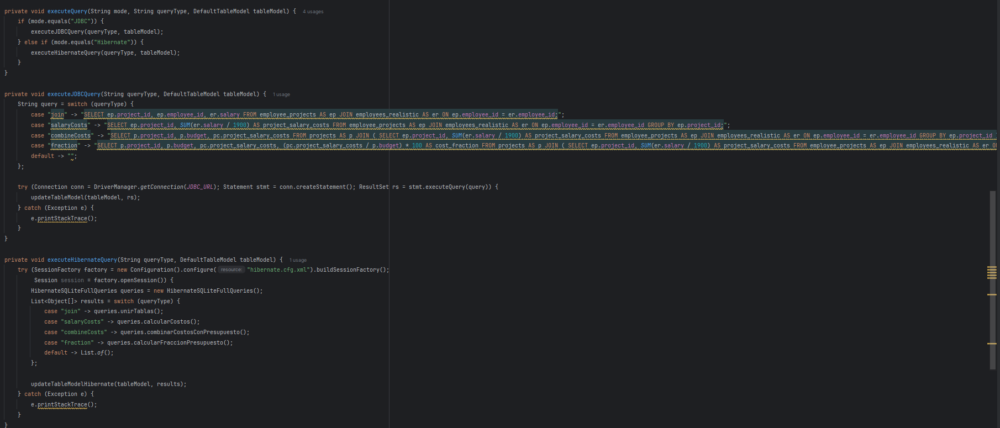 private void executeQuery(String mode, String queryType, DefaultTableModel tableModel) { 4 usages
if (mode.equals("JDBC")) {
executeJDBCQuery(queryType, tableModel);
} else if (mode.equals("Hibernate")) {
executeHibernateQuery(queryType, tableModel);
}
}
private void executeJDBCQuery(String queryType, DefaultTableModel tableModel) { 1 usage
String query = switch (queryType) {
case "join" -> "SELECT ep.project_id, ep.employee_id, er.salary FROM employee_projects AS ep JOIN employees_realistic AS er ON ep.employee_id = er.employee_id;";
case "salaryCosts" -> "SELECT ep.project_id, SUM(er.salary / 1900) AS project_salary_costs FROM employee_projects AS ep JOIN employees_realistic AS er ON ep.employee_id = er.employee_id GROUP BY ep.project_id;";
case "combineCosts" -> "SELECT p.project_id, p.budget, pc.project_salary_costs FROM projects AS p JOIN ( SELECT ep.project_id, SUM(er.salary / 1900) AS project_salary_costs FROM employee_projects AS ep JOIN employees_realistic AS er ON ep.employee_id = er.employee_id GROUP BY ep.project_id
case "fraction" -> "SELECT p.project_id, p.budget, pc.project_salary_costs, (pc.project_salary_costs / p.budget) * 100 AS cost_fraction FROM projects AS p JOIN ( SELECT ep.project_id, SUM(er.salary / 1900) AS project_salary_costs FROM employee_projects AS ep JOIN employees_realistic AS er
default -> "";
};
try (Connection conn = DriverManager.getConnection(JDBC_URL); Statement stmt = conn.createStatement(); ResultSet rs = stmt.executeQuery(query)) {
updateTableModel(tableModel, rs);
} catch (Exception e) {
e.printStackTrace();
}
}
private void executeHibernateQuery(String queryType, DefaultTableModel tableModel) { 1 usage
try (SessionFactory factory = new Configuration().configure( resource: "hibernate.cfg.xml").buildSessionFactory();
Session session = factory.openSession()) {
HibernateSQLiteFullQueries queries = new HibernateSQLiteFullQueries();
List<Object[]> results = switch (queryType) {
case "join" -> queries.unirTablas();
case "salaryCosts" -> queries.calcularCostos();
case "combineCosts" -> queries.combinarCostosConPresupuesto();
case "fraction" -> queries.calcularFraccionPresupuesto();
default -> List.of();
};
updateTableModelHibernate(tableModel, results);
} catch (Exception e) {
e.printStackTrace();
}
}